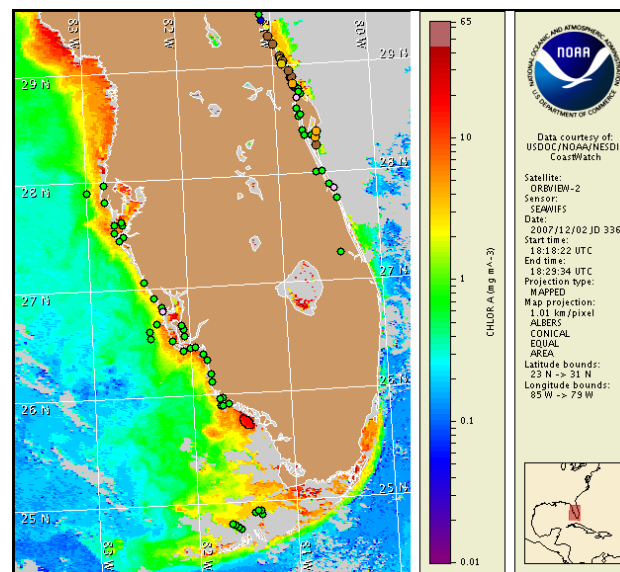 83 W
82 W
80 W
29 N
29 N
28 N
28 N
27 N
27 N
26 N
26 N
25 N
25 N
83 W
82 W
81 W
65
10
1
0.1
0.01
CHLOR A (mg m^-3)
NATIONAL OCEANIC AND ATMOSPHERIC ADMINISTRATION
NOAA
U.S. DEPARTMENT OF COMMERCE
Data courtesy of:
USDOC/NOAA/NESDI
CoastWatch
Satellite:
ORBVIEW-2
Sensor:
SEAWIFS
Date:
2007/12/02 JD 336
Start time:
18:18:22 UTC
End time:
18:29:34 UTC
Projection type:
MAPPED
Map projection:
1.01 km/pixel
ALBERS
CONICAL
EQUAL
AREA
Latitude bounds:
23 N -> 31 N
Longitude bounds:
85 W -> 79 W